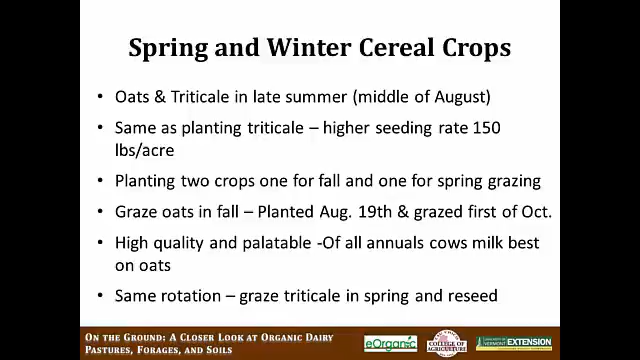 Spring and Winter Cereal Crops
• Oats & Triticale in late summer (middle of August)
• Same as planting triticale – higher seeding rate 150
lbs/acre
• Planting two crops one for fall and one for spring grazing
• Graze oats in fall – Planted Aug. 19th & grazed first of Oct.
• High quality and palatable -Of all annuals cows milk best
on oats
• Same rotation – graze triticale in spring and reseed
On the Ground: A Closer Look at Organic Dairy
Pastures, Forages, and Soils
eOrganic
COLLEGE OF
AGRICULTURE
EXTENSION